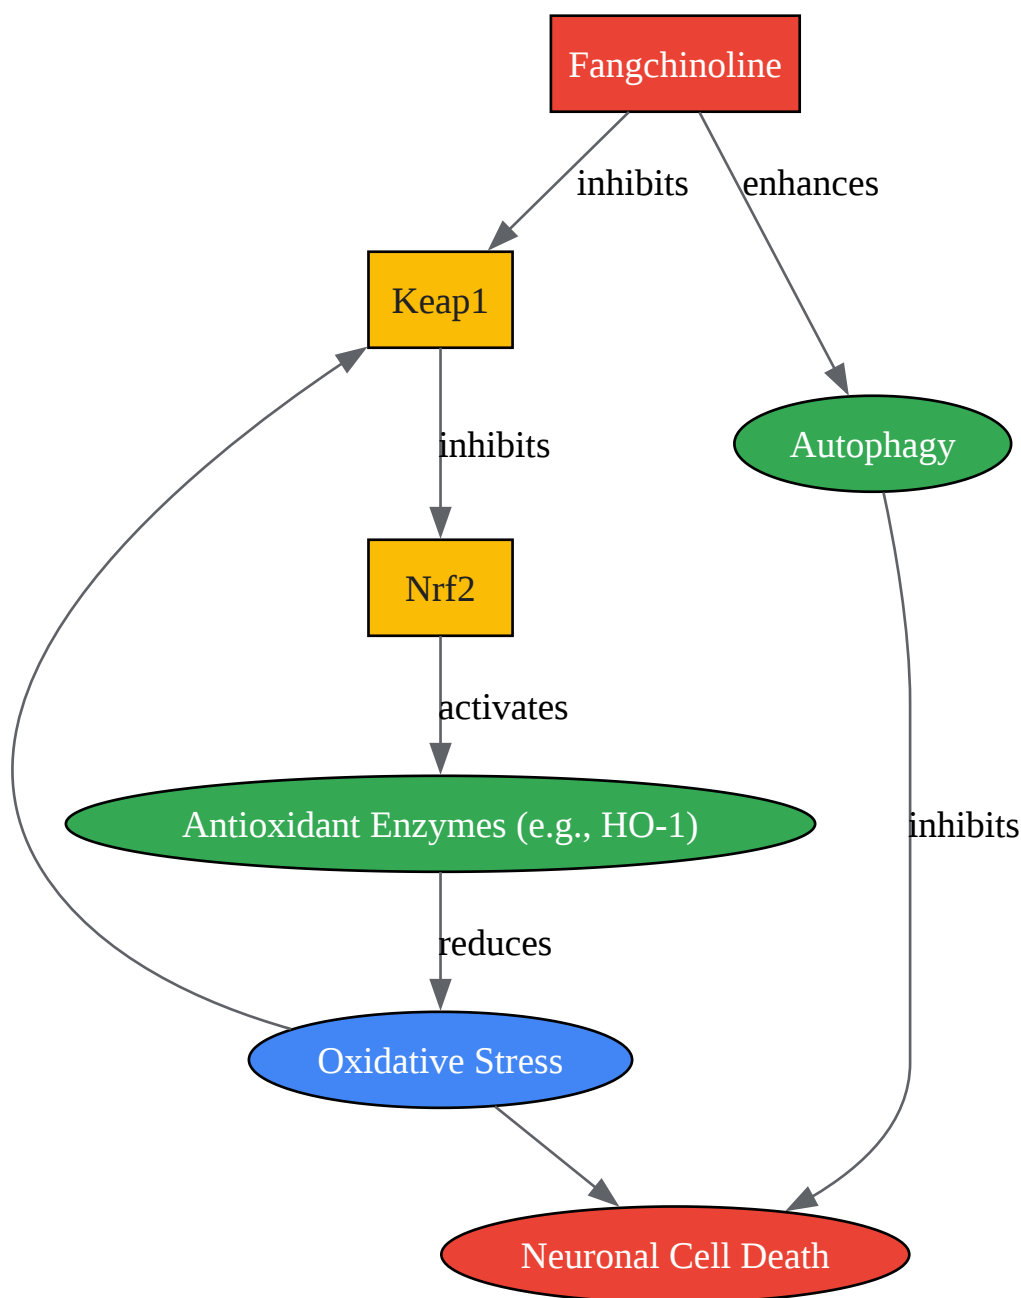 Fangchinoline
inhibits
enhances
Keap1
inhibits
Autophagy
Nrf2
activates
Antioxidant Enzymes (e.g., HO-1)
inhibits
reduces
Oxidative Stress
Neuronal Cell Death